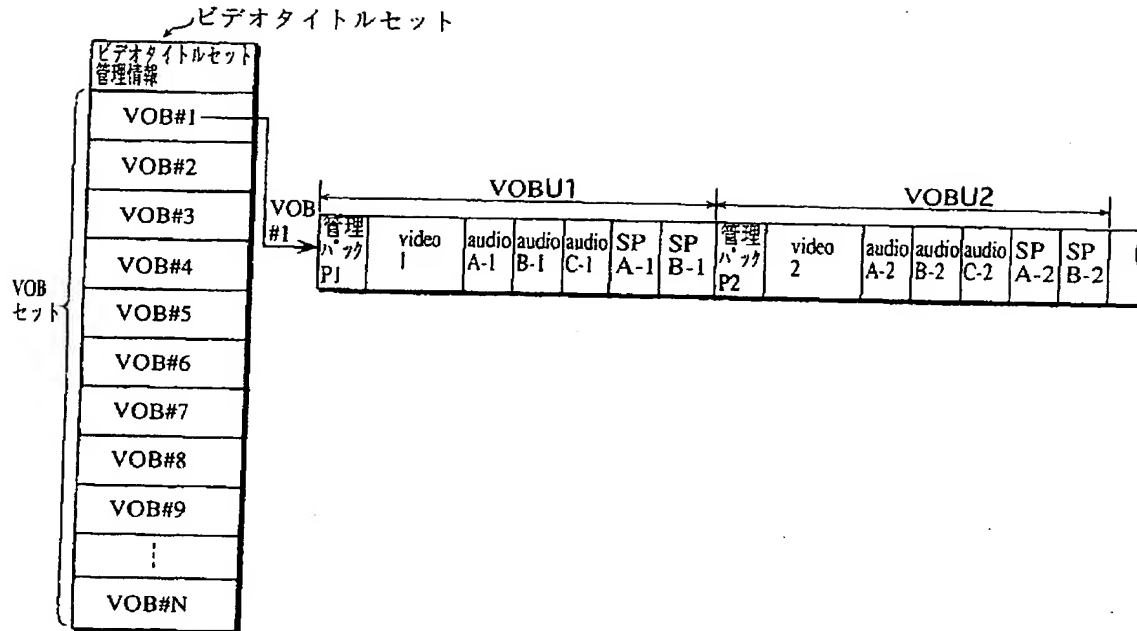 ビデオタイトルセット
ビデオタイトルセット
管理情報
VOB#1
VOB#2
VOB#3
VOB#4
VOB#5
VOB#6
VOB#7
VOB#8
VOB#9
VOB#N
VOB
セット
VOB
#1
VOBU1
VOBU2
管理
パック
P1
video
1
audio
A-1
audio
B-1
audio
C-1
SP
A-1
SP
B-1
管理
パック
P2
video
2
audio
A-2
audio
B-2
audio
C-2
SP
A-2
SP
B-2